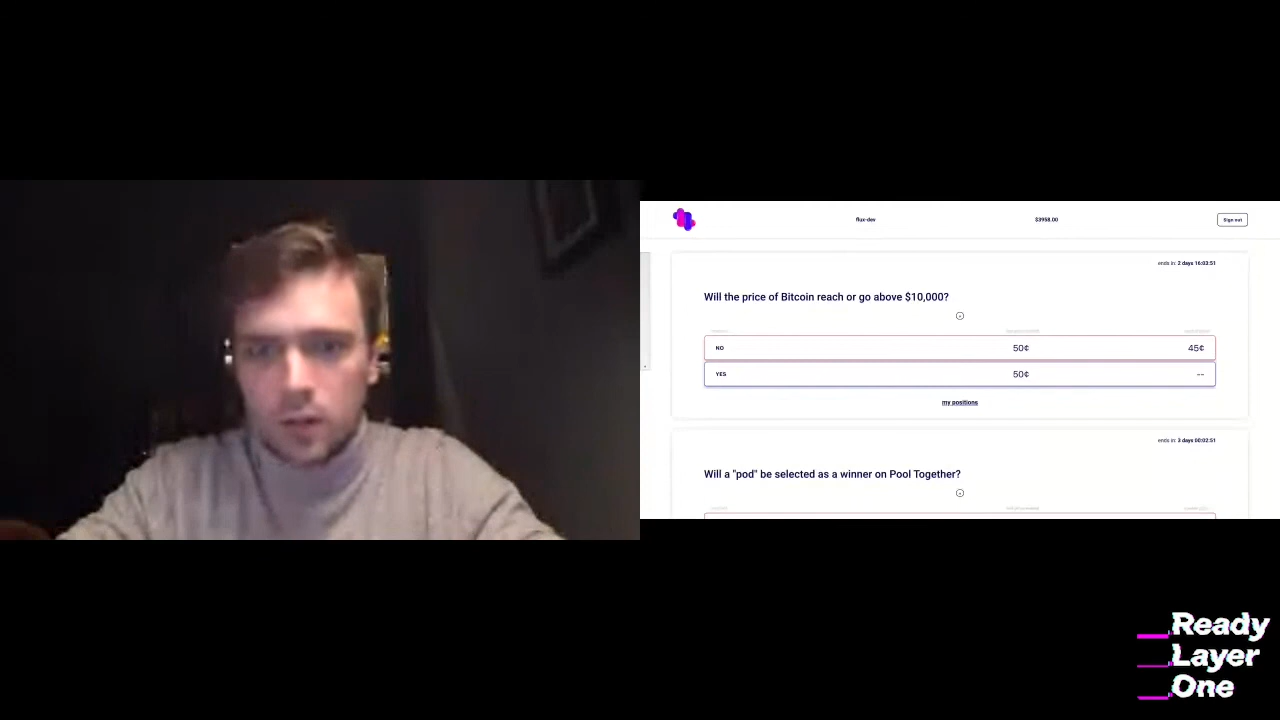 flux-dev
$3958.00
Sign out
ends in: 2 days 16:03:51
Will the price of Bitcoin reach or go above $10,000?
NO 50¢ 45¢
YES 50¢ --
my positions
ends in: 3 days 00:02:51
Will a "pod" be selected as a winner on Pool Together?
Ready
Layer
One